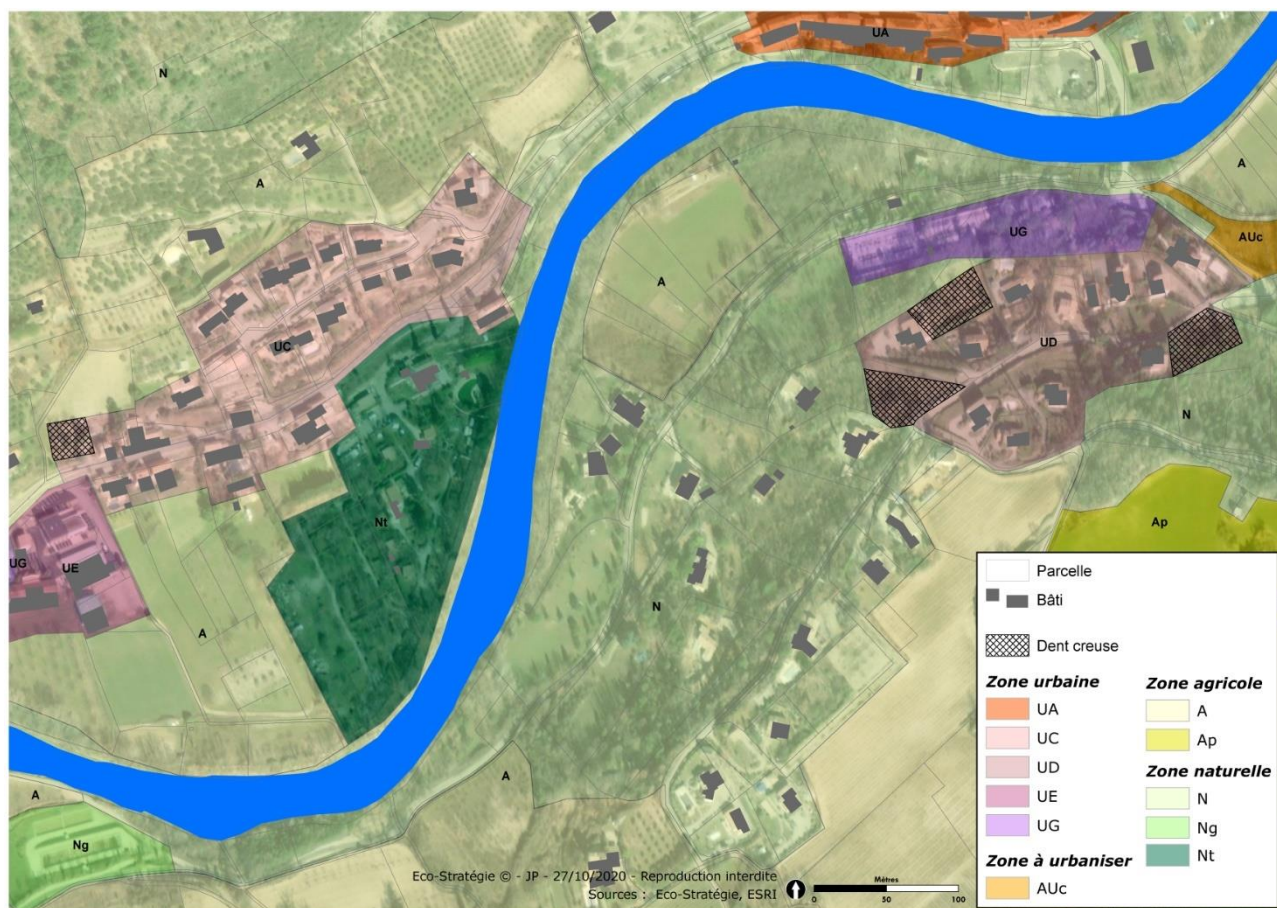 UA
N
A
A
UG
AUc
A
UC
UD
N
Nt
Ap
UG
UE
N
A
A
A
Ng
Parcelle
Bâti
Dent creuse
Zone urbaine
UA
UC
UD
UE
UG
Zone à urbaniser
AUc
Zone agricole
A
Ap
Zone naturelle
N
Ng
Nt
Eco-Stratégie © - JP - 27/10/2020 - Reproduction interdite
Sources : Eco-Stratégie, ESRI
Mètres
0 50 100